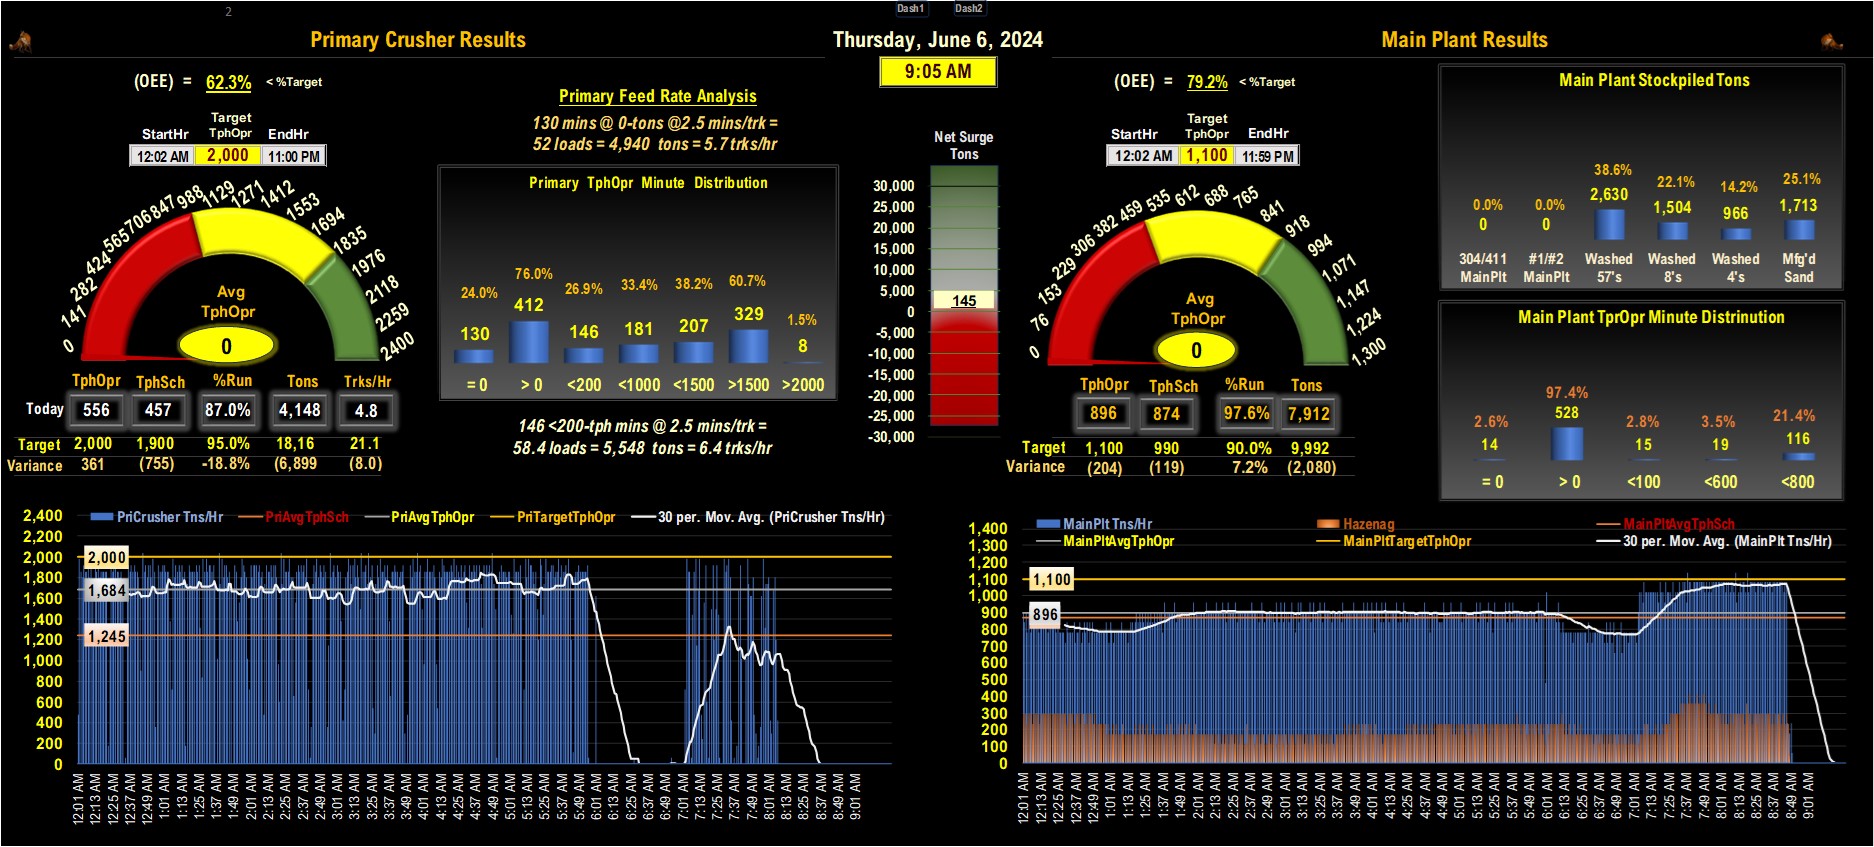 2
Dash1 Dash2
Primary Crusher Results
Thursday, June 6, 2024
Main Plant Results
9:05 AM
(OEE) = 62.3% < %Target
Target
StartHr TphOpr EndHr
12:02 AM 2,000 11:00 PM
0 141 282 424 565 706 847 988 1129 1271 1412 1553 1694 1835 1976 2118 2259 2400
Avg
TphOpr
0
TphOpr TphSch %Run Tons Trks/Hr
Today 556 457 87.0% 4,148 4.8
Target 2,000 1,900 95.0% 18,16 21.1
Variance 361 (755) -18.8% (6,899 (8.0)
Primary Feed Rate Analysis
130 mins @ 0-tons @2.5 mins/trk =
52 loads = 4,940 tons = 5.7 trks/hr
Primary TphOpr Minute Distribution
24.0% 76.0% 26.9% 33.4% 38.2% 60.7% 1.5%
130 412 146 181 207 329 8
= 0 > 0 <200 <1000 <1500 >1500 >2000
146 <200-tph mins @ 2.5 mins/trk =
58.4 loads = 5,548 tons = 6.4 trks/hr
Net Surge
Tons
30,000
25,000
20,000
15,000
10,000
5,000
145
0
-5,000
-10,000
-15,000
-20,000
-25,000
-30,000
(OEE) = 79.2% < %Target
Target
StartHr TphOpr EndHr
12:02 AM 1,100 11:59 PM
0 76 153 229 306 382 459 535 612 688 765 841 918 994 1,071 1,147 1,224 1,300
Avg
TphOpr
0
TphOpr TphSch %Run Tons
896 874 97.6% 7,912
Target 1,100 990 90.0% 9,992
Variance (204) (119) 7.2% (2,080)
Main Plant Stockpiled Tons
0.0% 0.0% 38.6% 22.1% 14.2% 25.1%
0 0 2,630 1,504 966 1,713
304/411 #1/#2 Washed Washed Washed Mfg'd
MainPlt MainPlt 57's 8's 4's Sand
Main Plant TprOpr Minute Distrinution
2.6% 97.4% 2.8% 3.5% 21.4%
14 528 15 19 116
= 0 > 0 <100 <600 <800
PriCrusher Tns/Hr PriAvgTphSch PriAvgTphOpr PriTargetTphOpr 30 per. Mov. Avg. (PriCrusher Tns/Hr)
2,400
2,200
2,000
1,800
1,600
1,400
1,200
1,000
800
600
400
200
0
2,000
1,684
1,245
12:01 AM 12:13 AM 12:25 AM 12:37 AM 12:49 AM 1:01 AM 1:13 AM 1:25 AM 1:37 AM 1:49 AM 2:01 AM 2:13 AM 2:25 AM 2:37 AM 2:49 AM 3:01 AM 3:13 AM 3:25 AM 3:37 AM 3:49 AM 4:01 AM 4:13 AM 4:25 AM 4:37 AM 4:49 AM 5:01 AM 5:13 AM 5:25 AM 5:37 AM 5:49 AM 6:01 AM 6:13 AM 6:25 AM 6:37 AM 6:49 AM 7:01 AM 7:13 AM 7:25 AM 7:37 AM 7:49 AM 8:01 AM 8:13 AM 8:25 AM 8:37 AM 8:49 AM 9:01 AM
MainPlt Tns/Hr Hazenag MainPltAvgTphSch
MainPltAvgTphOpr MainPltTargetTphOpr 30 per. Mov. Avg. (MainPlt Tns/Hr)
1,400
1,300
1,200
1,100
1,000
900
800
700
600
500
400
300
200
100
0
1,100
896
12:01 AM 12:13 AM 12:25 AM 12:37 AM 12:49 AM 1:01 AM 1:13 AM 1:25 AM 1:37 AM 1:49 AM 2:01 AM 2:13 AM 2:25 AM 2:37 AM 2:49 AM 3:01 AM 3:13 AM 3:25 AM 3:37 AM 3:49 AM 4:01 AM 4:13 AM 4:25 AM 4:37 AM 4:49 AM 5:01 AM 5:13 AM 5:25 AM 5:37 AM 5:49 AM 6:01 AM 6:13 AM 6:25 AM 6:37 AM 6:49 AM 7:01 AM 7:13 AM 7:25 AM 7:37 AM 7:49 AM 8:01 AM 8:13 AM 8:25 AM 8:37 AM 8:49 AM 9:01 AM